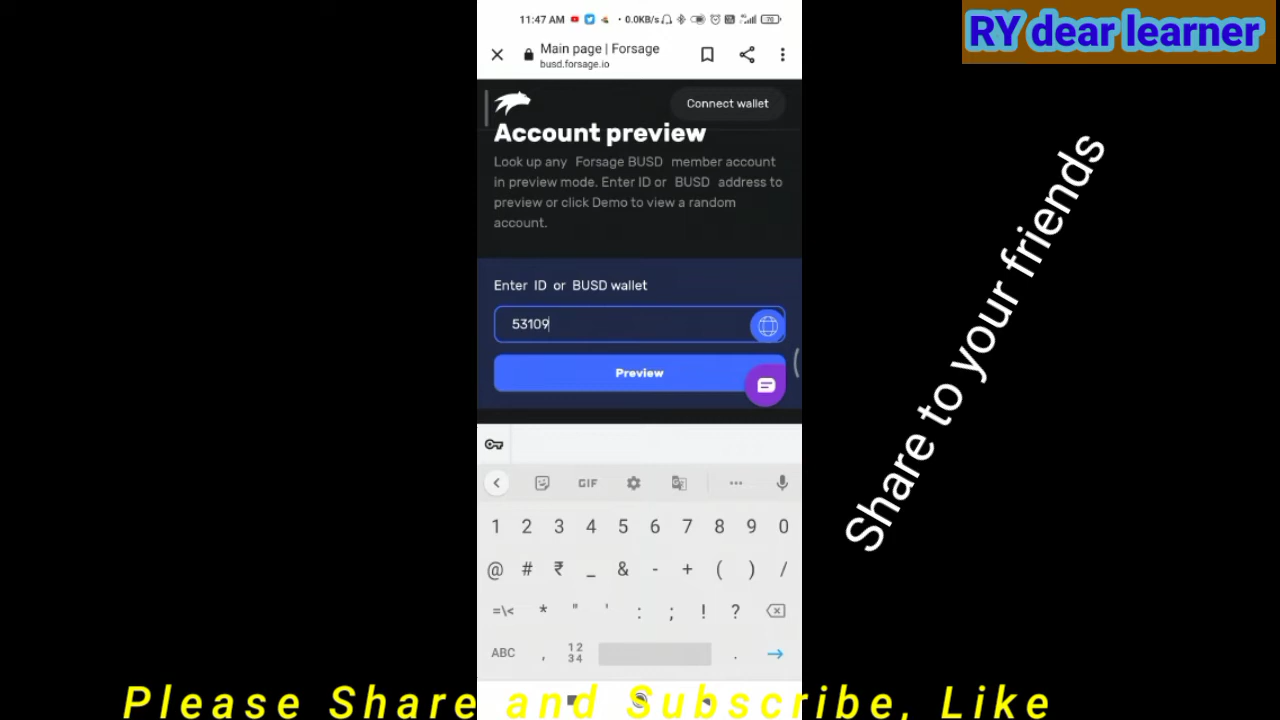 11:47 AM • 0.0KB/s 70
RY dear learner
Main page | Forsage
busd.forsage.io
Connect wallet
Account preview
Look up any Forsage BUSD member account
in preview mode. Enter ID or BUSD address to
preview or click Demo to view a random
account.
Enter ID or BUSD wallet
53109
Preview
Share to your friends
GIF
1 2 3 4 5 6 7 8 9 0
@ # ₹ _ & - + ( ) /
=\< * " ' : ; ! ?
ABC , 12 34 .
Please Share and Subscribe, Like